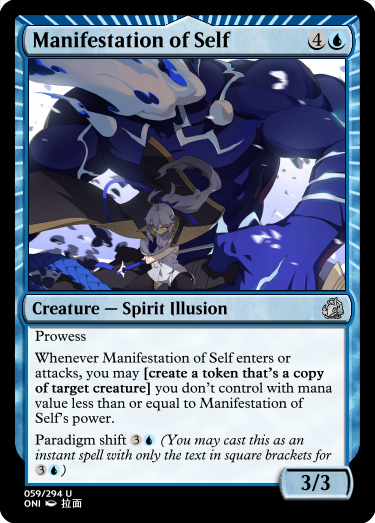 Manifestation of Self 4
Creature — Spirit Illusion
Prowess
Whenever Manifestation of Self enters or
attacks, you may [create a token that's a copy
of target creature] you don't control with mana
value less than or equal to Manifestation of
Self's power.
Paradigm shift 3 (You may cast this as an
instant spell with only the text in square brackets for
3 )
3/3
059/294 U
ONI 拉面